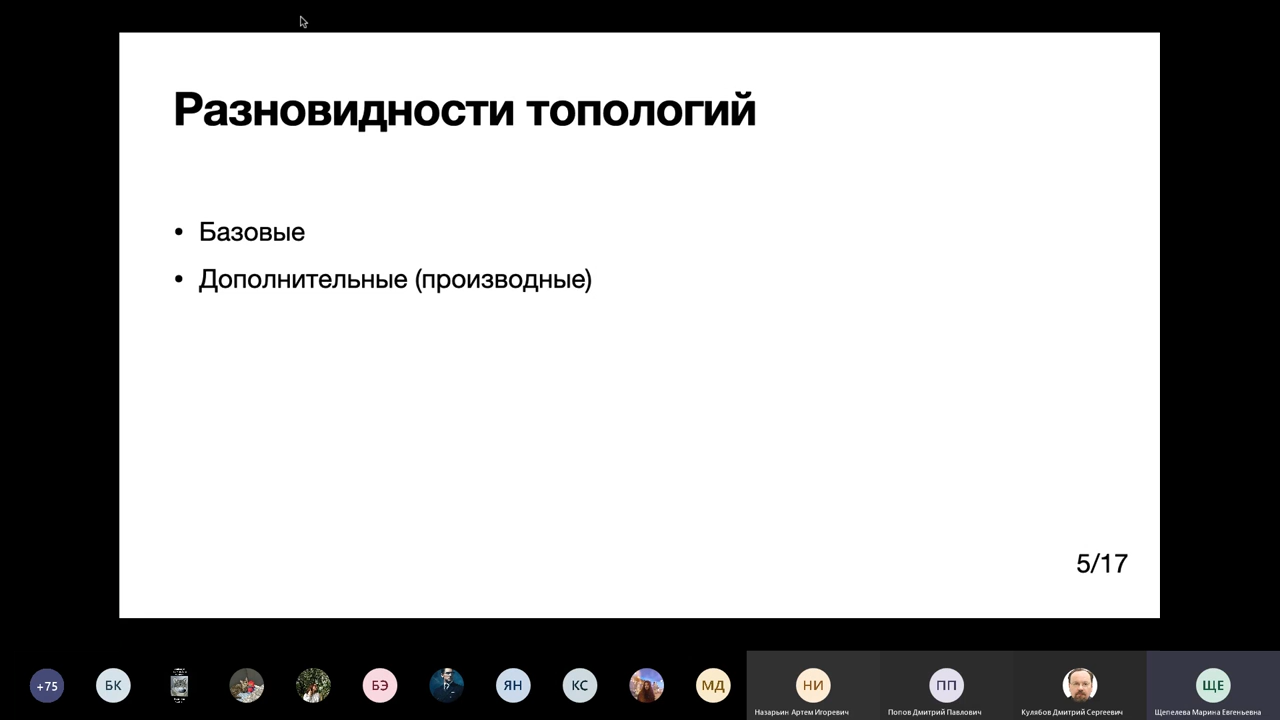 Разновидности топологий
• Базовые
• Дополнительные (производные)
5/17
+75
БК
БЭ
ЯН
КС
МД
НИ
ПП
ЩЕ
Назарьин Артем Игоревич
Попов Дмитрий Павлович
Кулябов Дмитрий Сергеевич
Щепелева Марина Евгеньевна